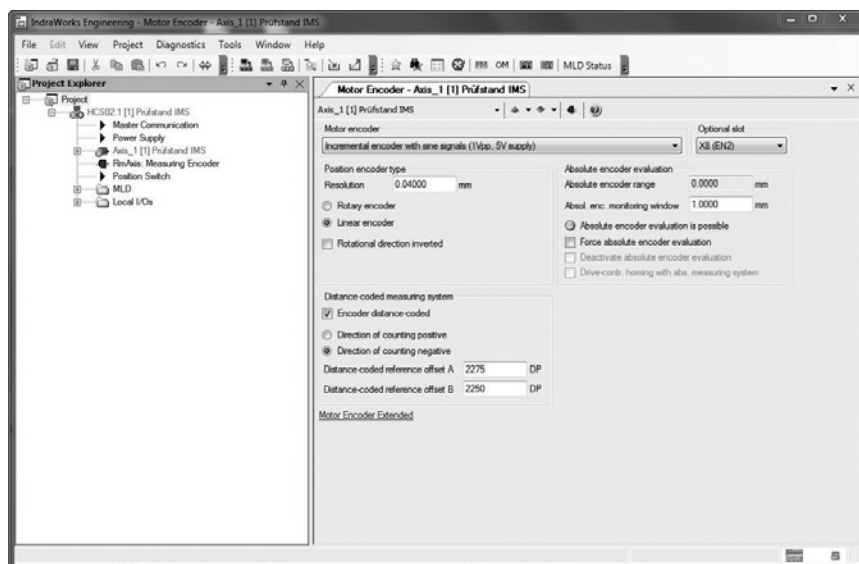 IndraWorks Engineering - Motor Encoder - Axis_1 [1] Prüfstand IMS
File Edit View Project Diagnostics Tools Window Help
PM OM MLD Status
Project Explorer
Project
HCS02.1 [1] Prüfstand IMS
Master Communication
Power Supply
Axis_1 [1] Prüfstand IMS
RmAxis: Measuring Encoder
Position Switch
MLD
Local I/Os
Motor Encoder - Axis_1 [1] Prüfstand IMS
Axis_1 [1] Prüfstand IMS
Motor encoder
Incremental encoder with sine signals (1Vpp, 5V supply)
Optional slot
X8 (EN2)
Position encoder type
Resolution 0.04000 mm
Rotary encoder
Linear encoder
Rotational direction inverted
Absolute encoder evaluation
Absolute encoder range 0.0000 mm
Absol. enc. monitoring window 1.0000 mm
Absolute encoder evaluation is possible
Force absolute encoder evaluation
Deactivate absolute encoder evaluation
Drive-contr. homing with abs. measuring system
Distance-coded measuring system
Encoder distance-coded
Direction of counting positive
Direction of counting negative
Distance-coded reference offset A 2275 DP
Distance-coded reference offset B 2250 DP
Motor Encoder Extended